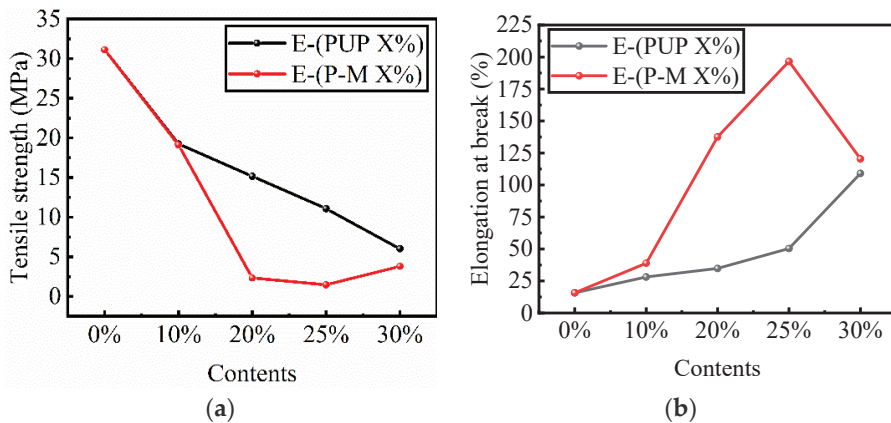 35
30
25
20
15
10
5
0
Tensile strength (MPa)
E-(PUP X%)
E-(P-M X%)
0% 10% 20% 25% 30%
Contents
(a)
225
200
175
150
125
100
75
50
25
0
Elongation at break (%)
E-(PUP X%)
E-(P-M X%)
0% 10% 20% 25% 30%
Contents
(b)